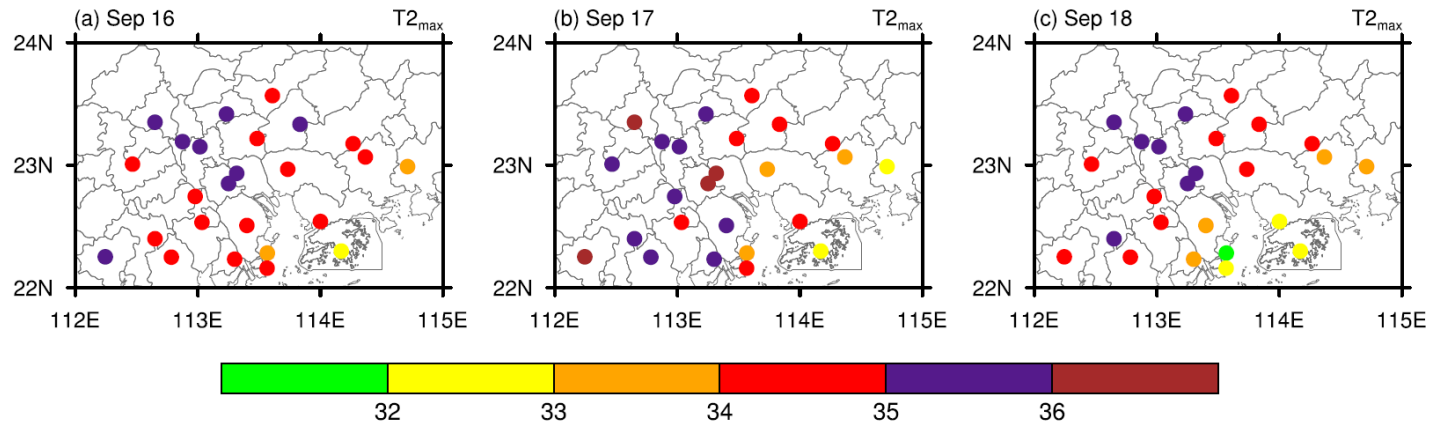 (a) Sep 16 T2max
24N
23N
22N
112E 113E 114E 115E
(b) Sep 17 T2max
24N
23N
22N
112E 113E 114E 115E
(c) Sep 18 T2max
24N
23N
22N
112E 113E 114E 115E
32 33 34 35 36